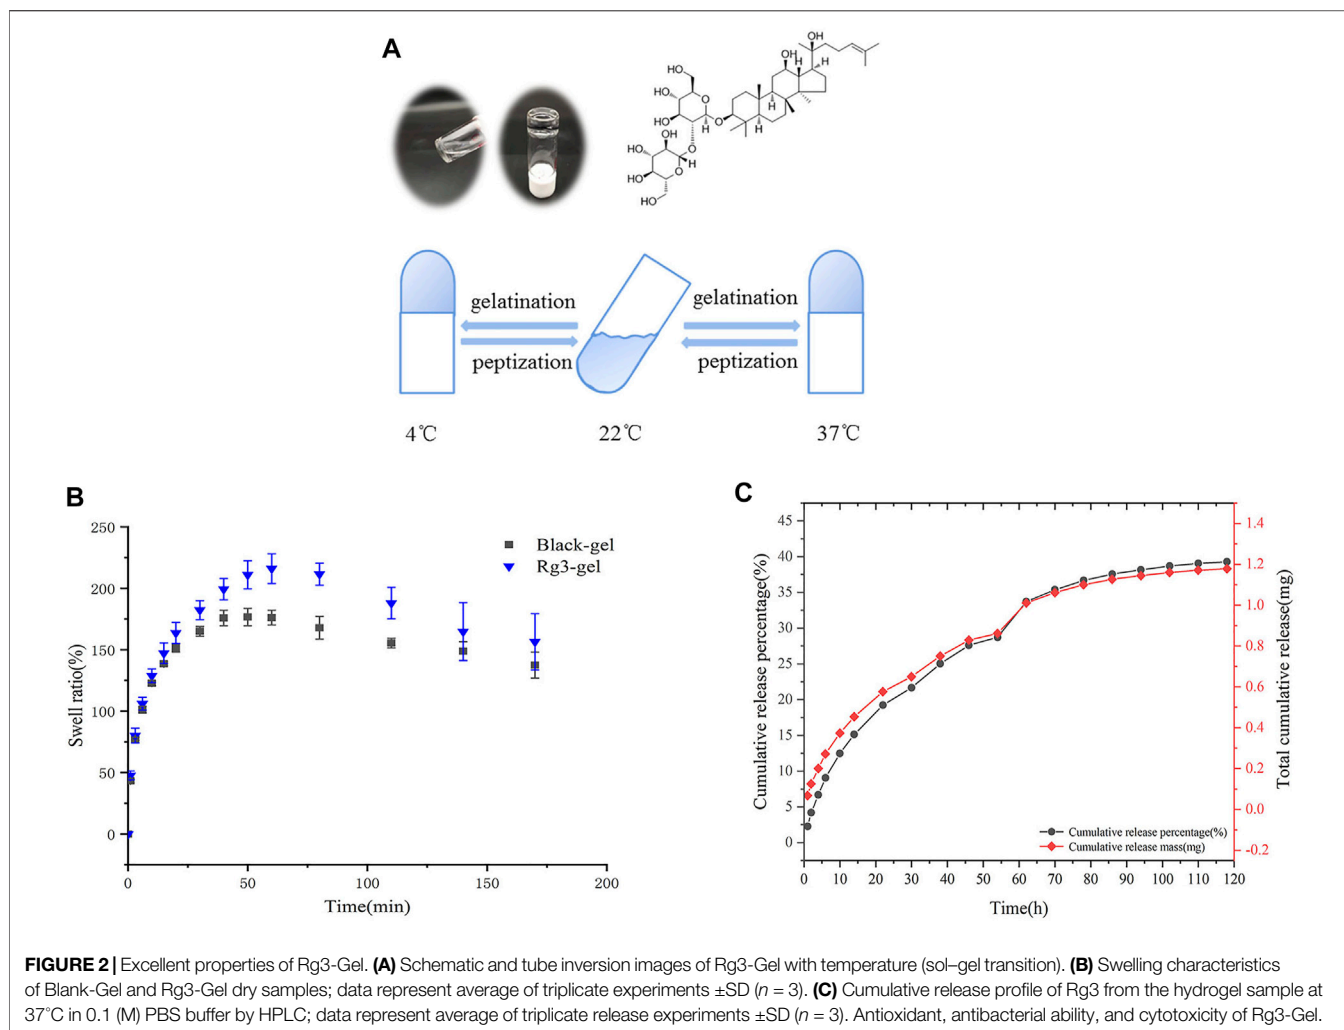 A
OH
OH
H
H
HO
HO
HO
HO
O
H
O
H
OH
O
HO
HO
H
O
HO
gelatination
gelatination
peptization
peptization
4℃
22℃
37℃
B
250
200
150
100
50
0
Swell ratio(%)
Black-gel
Rg3-gel
0
50
100
150
200
Time(min)
C
45
40
35
30
25
20
15
10
5
0
Cumulative release percentage(%)
1.4
1.2
1.0
0.8
0.6
0.4
0.2
0.0
-0.2
Total cumulative release(mg)
Cumulative release percentage(%)
Cumulative release mass(mg)
0 10 20 30 40 50 60 70 80 90 100 110 120
Time(h)
FIGURE 2 | Excellent properties of Rg3-Gel. (A) Schematic and tube inversion images of Rg3-Gel with temperature (sol–gel transition). (B) Swelling characteristics
of Blank-Gel and Rg3-Gel dry samples; data represent average of triplicate experiments ±SD (n = 3). (C) Cumulative release profile of Rg3 from the hydrogel sample at
37°C in 0.1 (M) PBS buffer by HPLC; data represent average of triplicate release experiments ±SD (n = 3). Antioxidant, antibacterial ability, and cytotoxicity of Rg3-Gel.